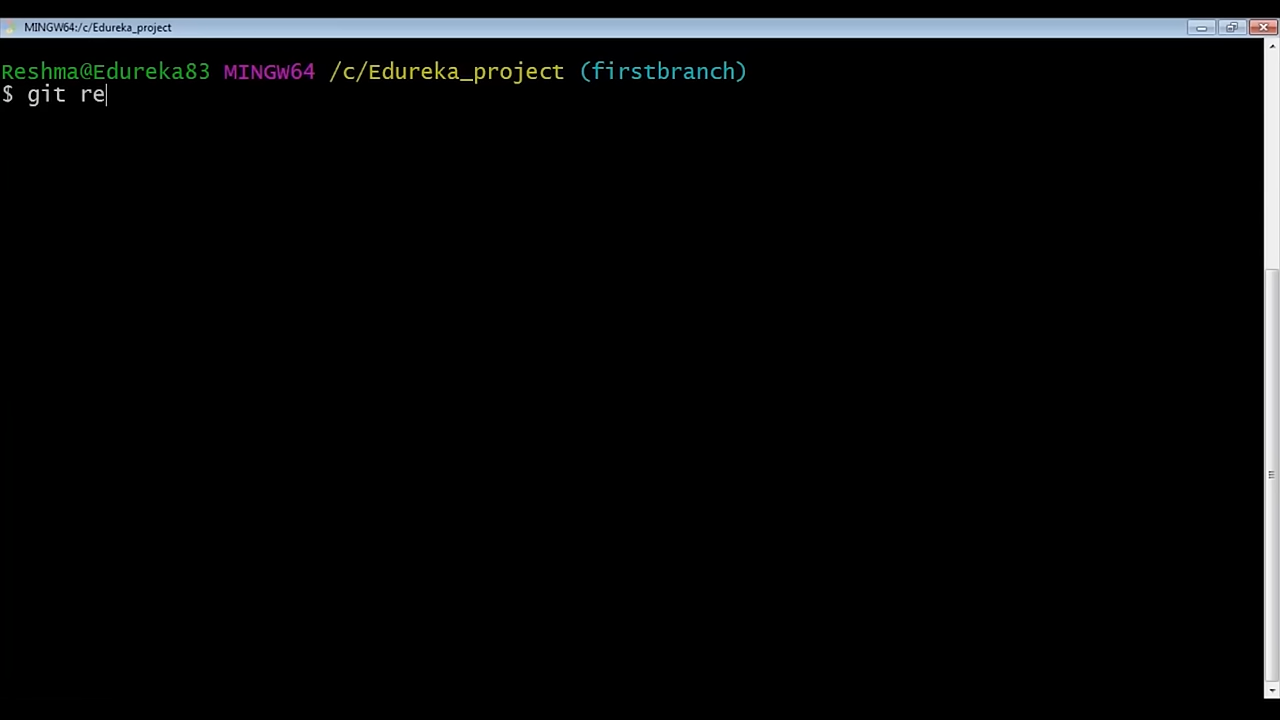 MINGW64:/c/Edureka_project
Reshma@Edureka83 MINGW64 /c/Edureka_project (firstbranch)
$ git re